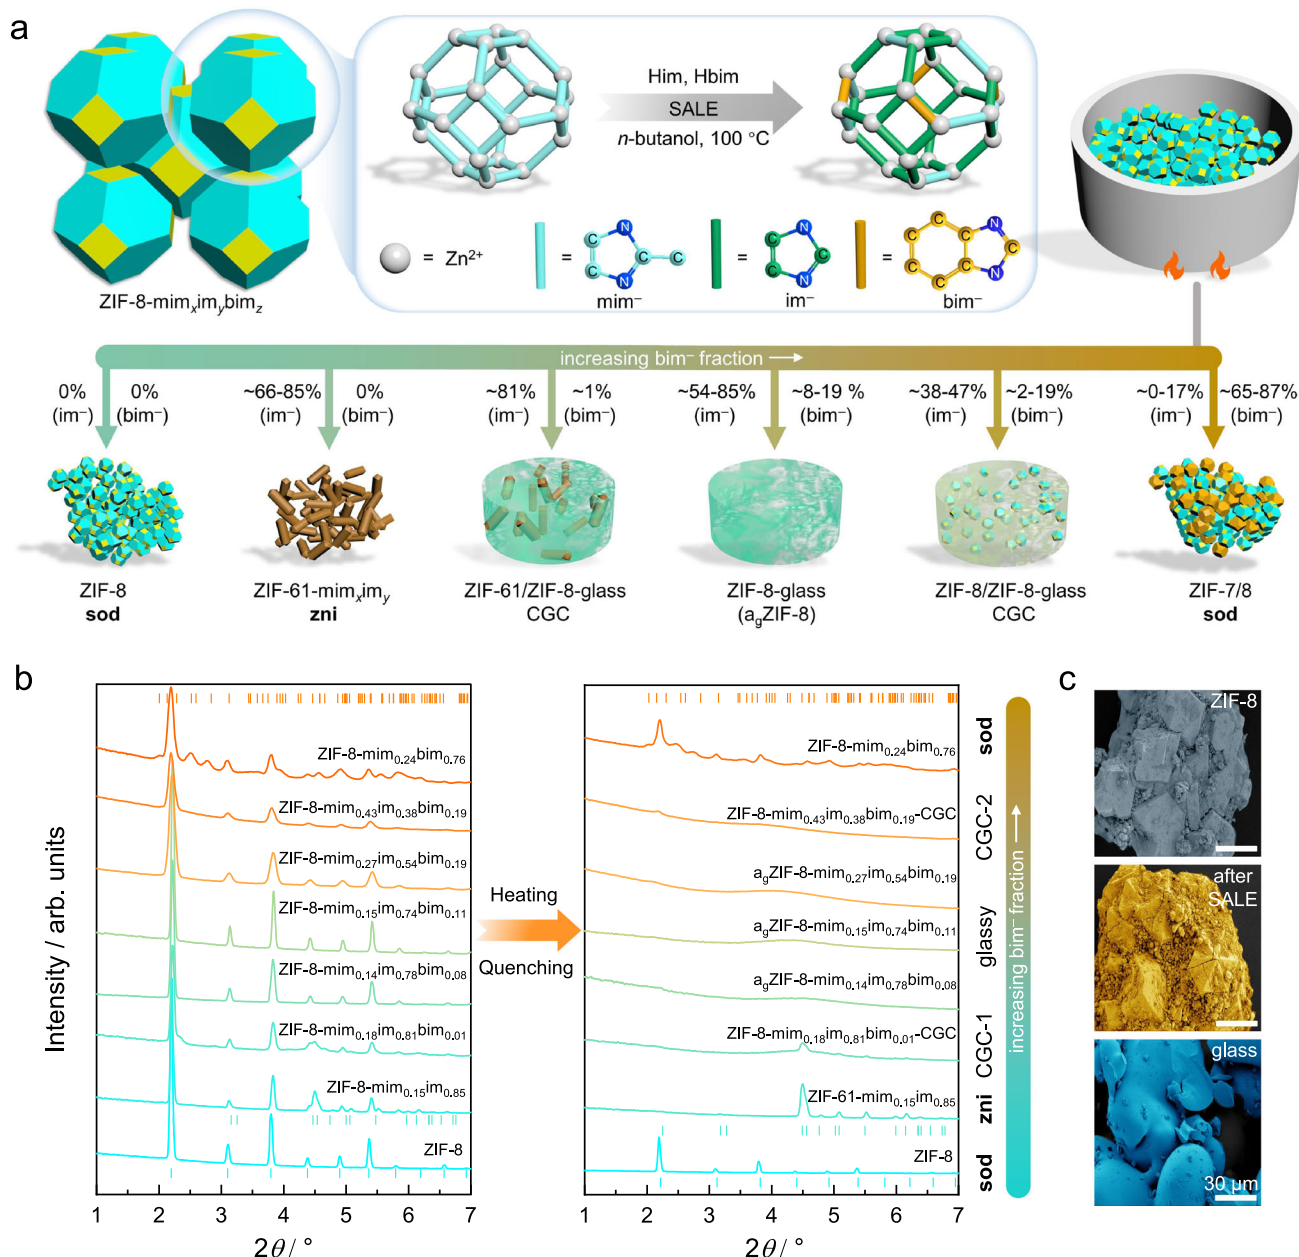 a
ZIF-8-mimₓimᵧbim_z
Him, Hbim
SALE
n-butanol, 100 °C
= Zn²⁺
=
C
C
N
N
C
C
mim⁻
=
C
C
N
N
C
im⁻
=
C
C
C
C
C
C
N
N
C
bim⁻
increasing bim⁻ fraction →
0%
(im⁻)
0%
(bim⁻)
~66-85%
(im⁻)
0%
(bim⁻)
~81%
(im⁻)
~1%
(bim⁻)
~54-85%
(im⁻)
~8-19 %
(bim⁻)
~38-47%
(im⁻)
~2-19%
(bim⁻)
~0-17%
(im⁻)
~65-87%
(bim⁻)
ZIF-8
sod
ZIF-61-mimₓimᵧ
zni
ZIF-61/ZIF-8-glass
CGC
ZIF-8-glass
(a_gZIF-8)
ZIF-8/ZIF-8-glass
CGC
ZIF-7/8
sod
b
Intensity / arb. units
ZIF-8-mim₀.₂₄bim₀.₇₆
ZIF-8-mim₀.₄₃im₀.₃₈bim₀.₁₉
ZIF-8-mim₀.₂₇im₀.₅₄bim₀.₁₉
ZIF-8-mim₀.₁₅im₀.₇₄bim₀.₁₁
ZIF-8-mim₀.₁₄im₀.₇₈bim₀.₀₈
ZIF-8-mim₀.₁₈im₀.₈₁bim₀.₀₁
ZIF-8-mim₀.₁₅im₀.₈₅
ZIF-8
1 2 3 4 5 6 7
2θ / °
Heating
Quenching
ZIF-8-mim₀.₂₄bim₀.₇₆
ZIF-8-mim₀.₄₃im₀.₃₈bim₀.₁₉-CGC
a_gZIF-8-mim₀.₂₇im₀.₅₄bim₀.₁₉
a_gZIF-8-mim₀.₁₅im₀.₇₄bim₀.₁₁
a_gZIF-8-mim₀.₁₄im₀.₇₈bim₀.₀₈
ZIF-8-mim₀.₁₈im₀.₈₁bim₀.₀₁-CGC
ZIF-61-mim₀.₁₅im₀.₈₅
ZIF-8
1 2 3 4 5 6 7
2θ / °
sod
CGC-2
glassy
CGC-1
zni
sod
increasing bim⁻ fraction →
c
ZIF-8
after
SALE
glass
30 µm